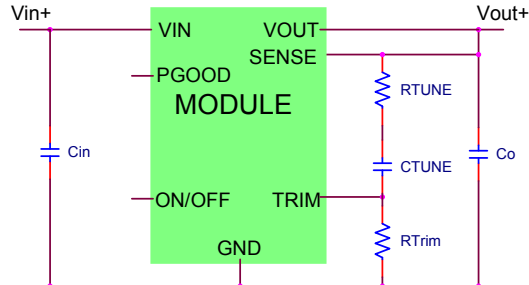 Vin+
Vout+
VIN
VOUT
SENSE
PGOOD
RTUNE
MODULE
Cin
CTUNE
Co
ON/OFF
TRIM
RTrim
GND